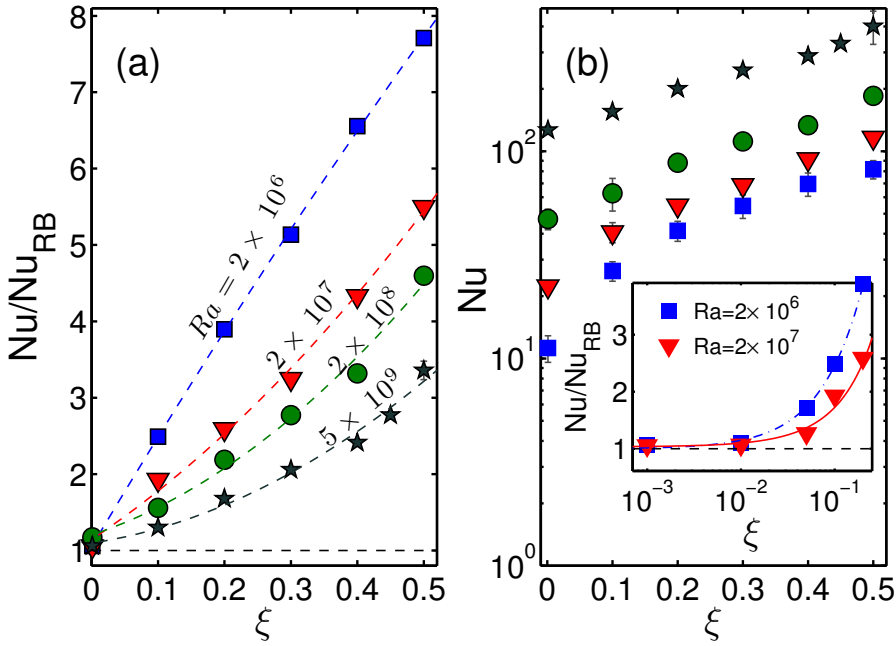 (a)
Nu/Nu_RB
8
7
6
5
4
3
2
1
Ra = 2 × 10^6
2 × 10^7
2 × 10^8
5 × 10^9
0 0.1 0.2 0.3 0.4 0.5
ξ
(b)
Nu
10^2
10^1
10^0
0 0.1 0.2 0.3 0.4 0.5
ξ
Nu/Nu_RB
3
2
1
Ra=2× 10^6
Ra=2× 10^7
10^−3 10^−2 10^−1
ξ